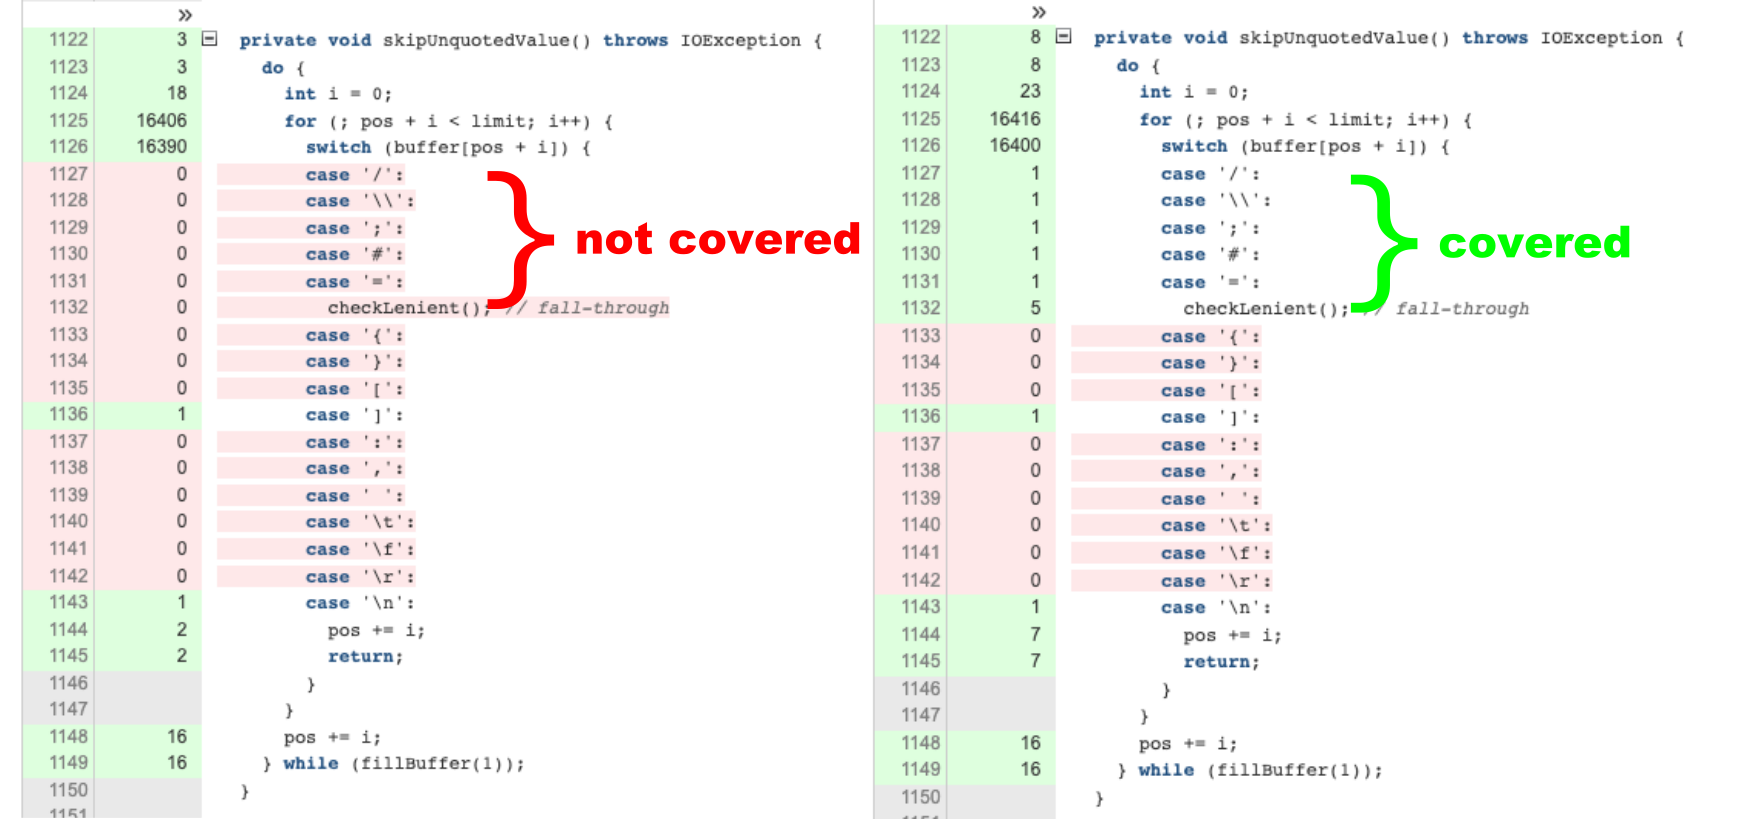 »
1122 3 private void skipUnquotedValue() throws IOException {
1123 3 do {
1124 18 int i = 0;
1125 16406 for (; pos + i < limit; i++) {
1126 16390 switch (buffer[pos + i]) {
1127 0 case '/':
1128 0 case '\\':
1129 0 case ';':
1130 0 case '#':
1131 0 case '=':
1132 0 checkLenient(); // fall-through
1133 0 case '{':
1134 0 case '}':
1135 0 case '[':
1136 1 case ']':
1137 0 case ':':
1138 0 case ',':
1139 0 case ' ':
1140 0 case '\t':
1141 0 case '\f':
1142 0 case '\r':
1143 1 case '\n':
1144 2 pos += i;
1145 2 return;
1146 }
1147 }
1148 16 pos += i;
1149 16 } while (fillBuffer(1));
1150 }
1151
} not covered
»
1122 8 private void skipUnquotedValue() throws IOException {
1123 8 do {
1124 23 int i = 0;
1125 16416 for (; pos + i < limit; i++) {
1126 16400 switch (buffer[pos + i]) {
1127 1 case '/':
1128 1 case '\\':
1129 1 case ';':
1130 1 case '#':
1131 1 case '=':
1132 5 checkLenient(); // fall-through
1133 0 case '{':
1134 0 case '}':
1135 0 case '[':
1136 1 case ']':
1137 0 case ':':
1138 0 case ',':
1139 0 case ' ':
1140 0 case '\t':
1141 0 case '\f':
1142 0 case '\r':
1143 1 case '\n':
1144 7 pos += i;
1145 7 return;
1146 }
1147 }
1148 16 pos += i;
1149 16 } while (fillBuffer(1));
1150 }
} covered